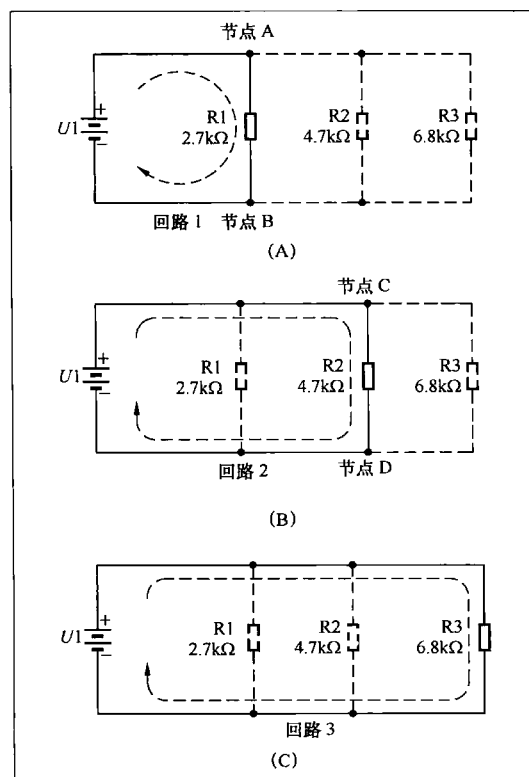 节点 A
+
U1
−
R1
2.7kΩ
R2
4.7kΩ
R3
6.8kΩ
回路 1 节点 B
(A)
节点 C
+
U1
−
R1
2.7kΩ
R2
4.7kΩ
R3
6.8kΩ
回路 2
节点 D
(B)
+
U1
−
R1
2.7kΩ
R2
4.7kΩ
R3
6.8kΩ
回路 3
(C)